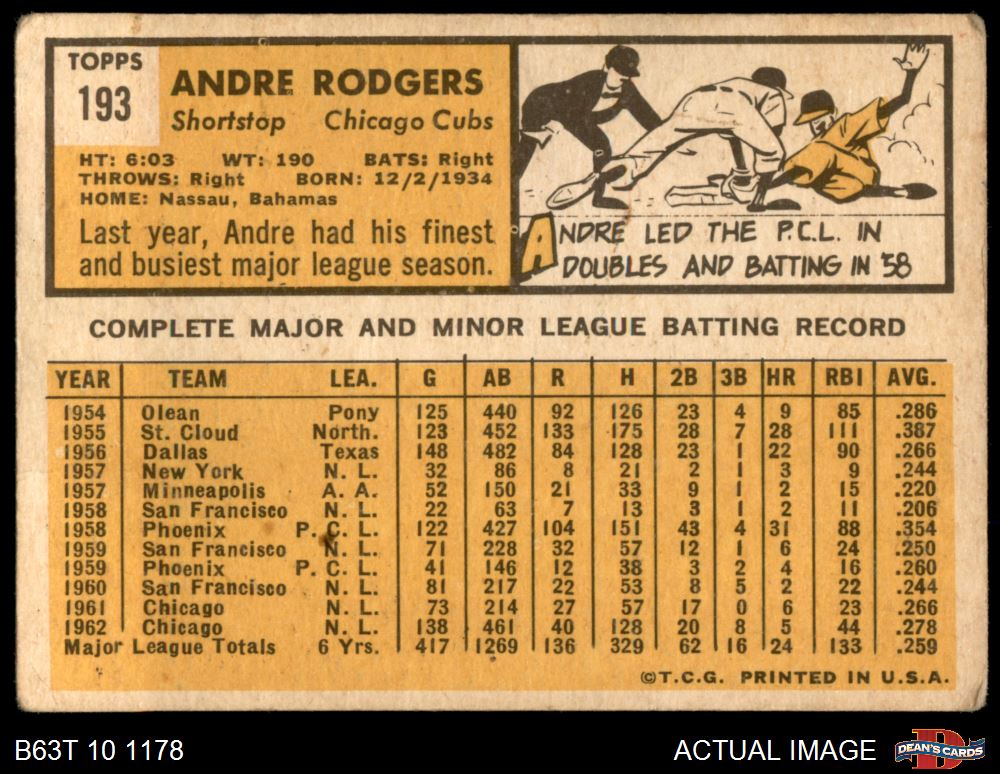 TOPPS
193
ANDRE RODGERS
Shortstop Chicago Cubs
HT: 6:03 WT: 190 BATS: Right
THROWS: Right BORN: 12/2/1934
HOME: Nassau, Bahamas
Last year, Andre had his finest
and busiest major league season.
ANDRE LED THE P.C.L. IN
DOUBLES AND BATTING IN '58
COMPLETE MAJOR AND MINOR LEAGUE BATTING RECORD
YEAR TEAM LEA. G AB R H 2B 3B HR RBI AVG.
1954 Olean Pony 125 440 92 126 23 4 9 85 .286
1955 St. Cloud North. 123 452 133 175 28 7 28 111 .387
1956 Dallas Texas 148 482 84 128 23 1 22 90 .266
1957 New York N. L. 32 86 8 21 2 1 3 9 .244
1957 Minneapolis A. A. 52 150 21 33 9 1 2 15 .220
1958 San Francisco N. L. 22 63 7 13 3 1 2 11 .206
1958 Phoenix P. C. L. 122 427 104 151 43 4 31 88 .354
1959 San Francisco N. L. 71 228 32 57 12 1 6 24 .250
1959 Phoenix P. C. L. 41 146 12 38 3 2 4 16 .260
1960 San Francisco N. L. 81 217 22 53 8 5 2 22 .244
1961 Chicago N. L. 73 214 27 57 17 0 6 23 .266
1962 Chicago N. L. 138 461 40 128 20 8 5 44 .278
Major League Totals 6 Yrs. 417 1269 136 329 62 16 24 133 .259
©T.C.G. PRINTED IN U.S.A.
B63T 10 1178 ACTUAL IMAGE DEAN'S CARDS